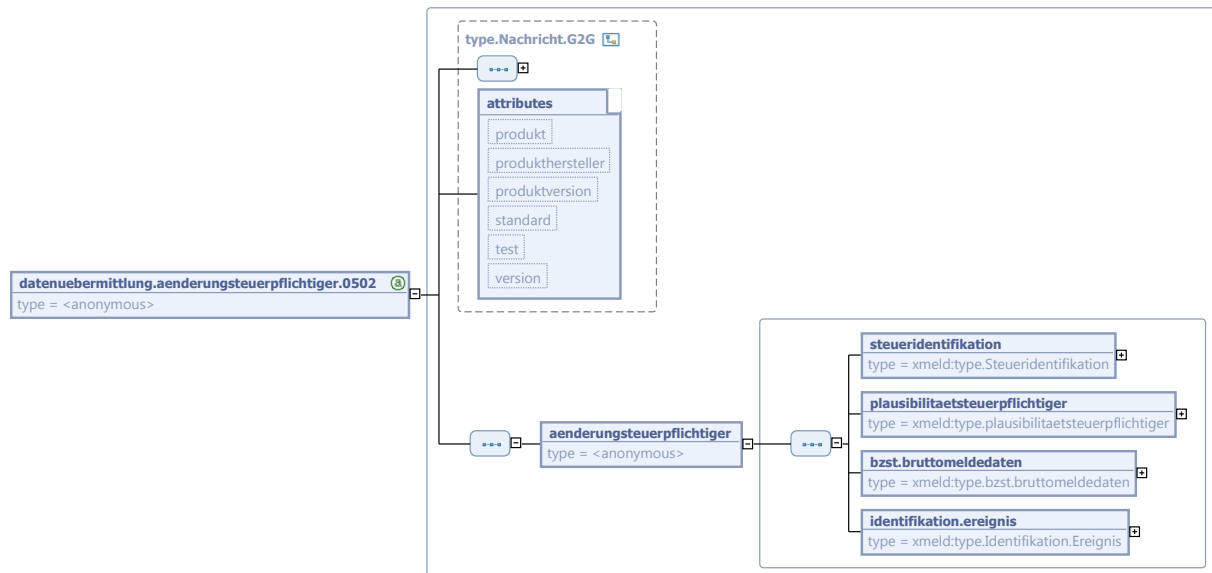 type.Nachricht.G2G
attributes
produkt
produkthersteller
produktversion
standard
test
version
datenuebermittlung.aenderungsteuerpflichtiger.0502
type = <anonymous>
aenderungsteuerpflichtiger
type = <anonymous>
steueridentifikation
type = xmeld:type.Steueridentifikation
plausibilitaetsteuerpflichtiger
type = xmeld:type.plausibilitaetsteuerpflichtiger
bzst.bruttomeldedaten
type = xmeld:type.bzst.bruttomeldedaten
identifikation.ereignis
type = xmeld:type.Identifikation.Ereignis